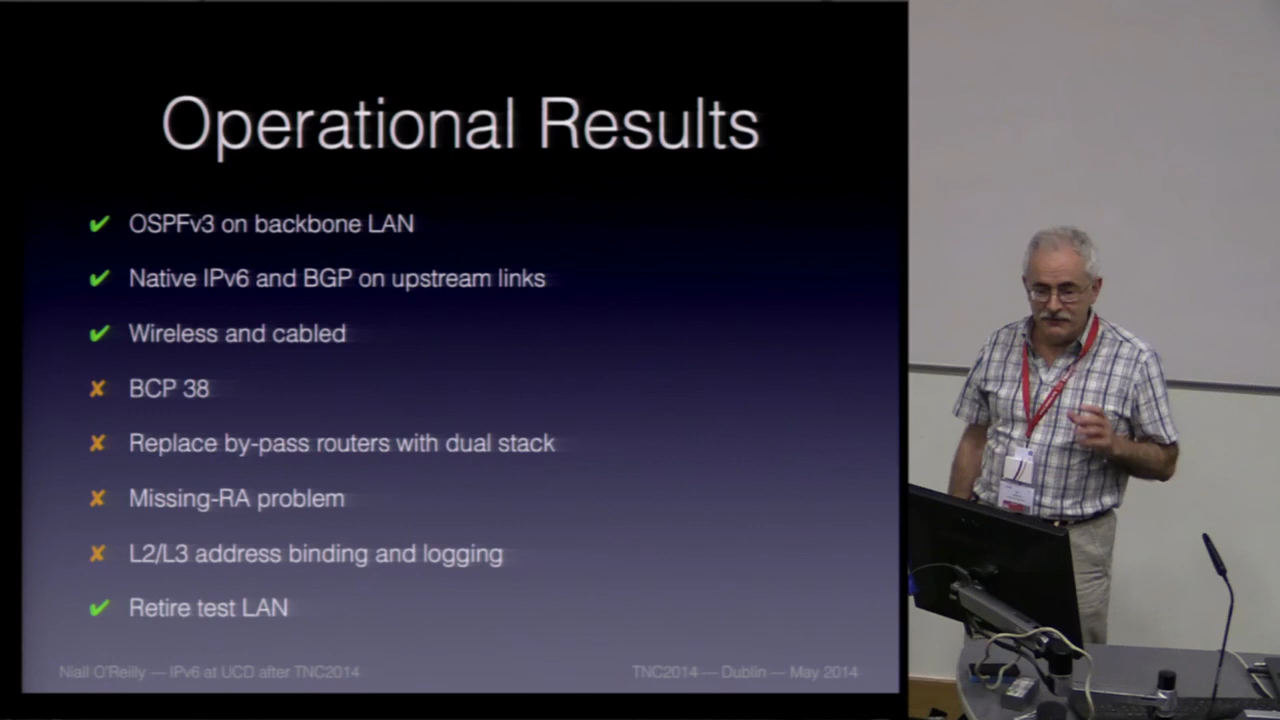 Operational Results
✔ OSPFv3 on backbone LAN
✔ Native IPv6 and BGP on upstream links
✔ Wireless and cabled
✘ BCP 38
✘ Replace by-pass routers with dual stack
✘ Missing-RA problem
✘ L2/L3 address binding and logging
✔ Retire test LAN
Niall O'Reilly — IPv6 at UCD after TNC2014
TNC2014 — Dublin — May 2014